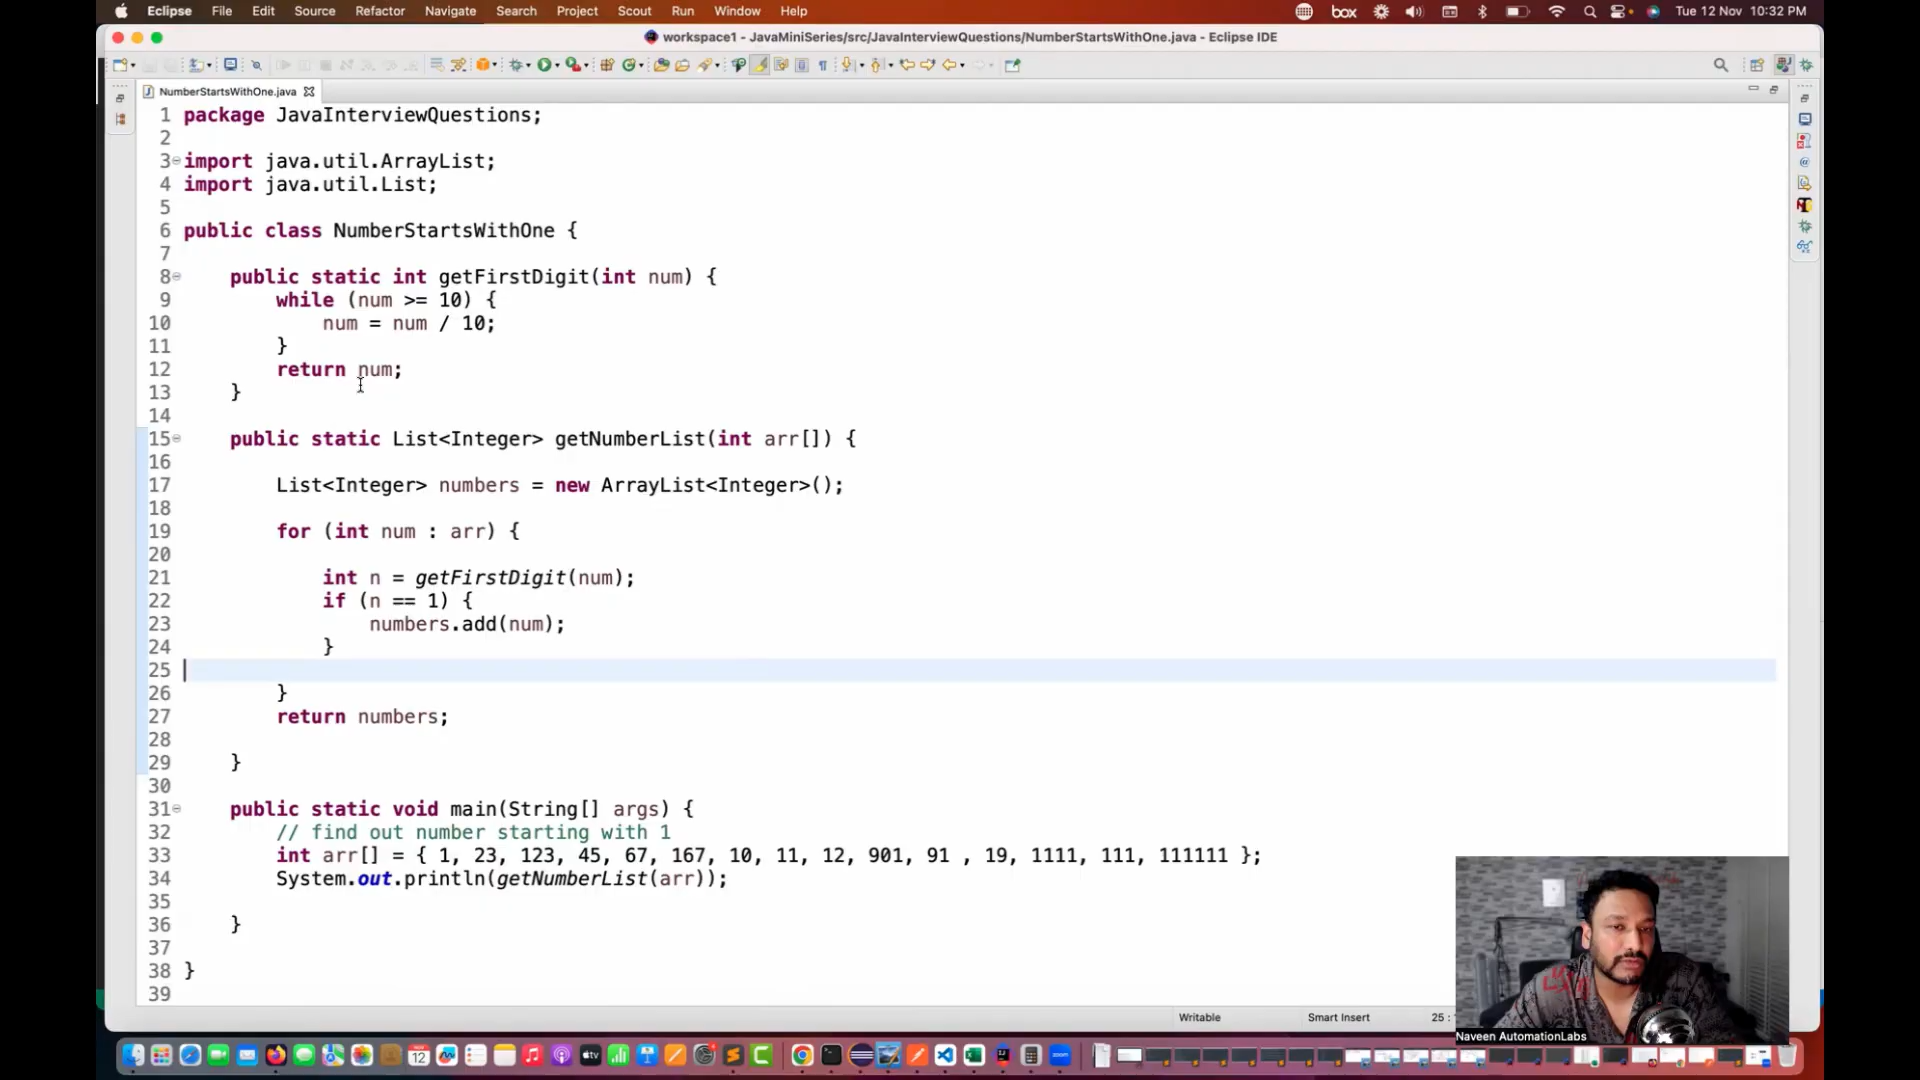 Eclipse File Edit Source Refactor Navigate Search Project Scout Run Window Help box Tue 12 Nov 10:32 PM
workspace1 - JavaMiniSeries/src/JavaInterviewQuestions/NumberStartsWithOne.java - Eclipse IDE
NumberStartsWithOne.java
1 package JavaInterviewQuestions;
2
3 import java.util.ArrayList;
4 import java.util.List;
5
6 public class NumberStartsWithOne {
7
8 public static int getFirstDigit(int num) {
9 while (num >= 10) {
10 num = num / 10;
11 }
12 return num;
13 }
14
15 public static List<Integer> getNumberList(int arr[]) {
16
17 List<Integer> numbers = new ArrayList<Integer>();
18
19 for (int num : arr) {
20
21 int n = getFirstDigit(num);
22 if (n == 1) {
23 numbers.add(num);
24 }
25
26 }
27 return numbers;
28
29 }
30
31 public static void main(String[] args) {
32 // find out number starting with 1
33 int arr[] = { 1, 23, 123, 45, 67, 167, 10, 11, 12, 901, 91 , 19, 1111, 111, 111111 };
34 System.out.println(getNumberList(arr));
35
36 }
37
38 }
39
Writable Smart Insert 25 :
Naveen AutomationLabs